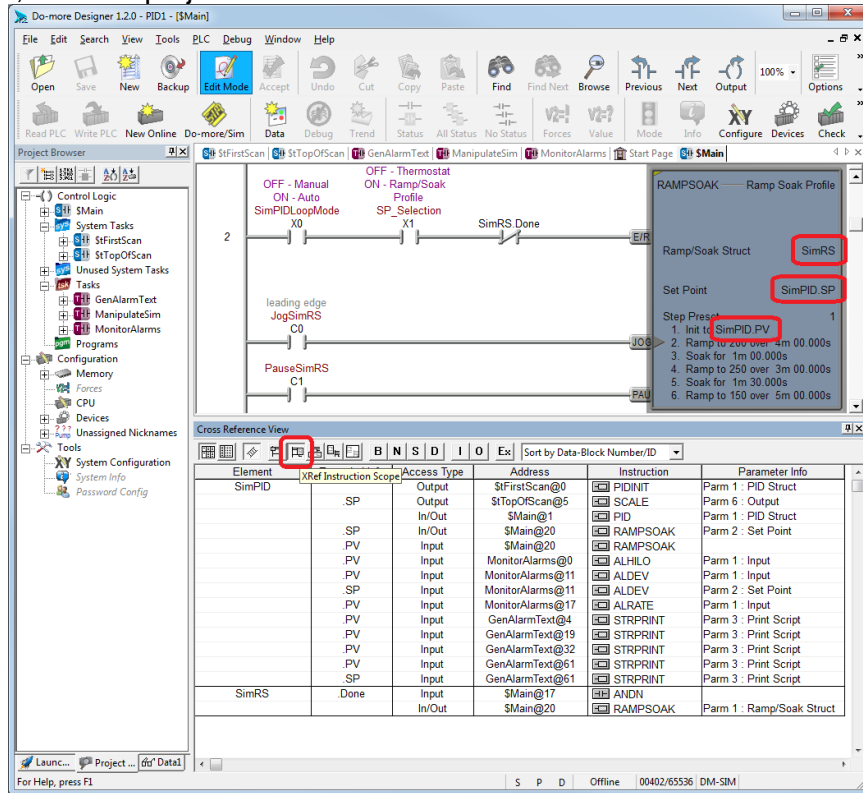 Do-more Designer 1.2.0 - PID1 - [$Main]
File Edit Search View Tools PLC Debug Window Help
Open Save New Backup Edit Mode Accept Undo Cut Copy Paste Find Find Next Browse Previous Next Output 100% Options
Read PLC Write PLC New Online Do-more/Sim Data Debug Trend Status All Status No Status Forces Value Mode Info Configure Devices Check
Project Browser
$tFirstScan $tTopOfScan GenAlarmText ManipulateSim MonitorAlarms Start Page $Main
Control Logic
$Main
System Tasks
$tFirstScan
$tTopOfScan
Unused System Tasks
Tasks
GenAlarmText
ManipulateSim
MonitorAlarms
Programs
Configuration
Memory
Forces
CPU
Devices
Unassigned Nicknames
Tools
System Configuration
System Info
Password Config
OFF - Manual
ON - Auto
SimPIDLoopMode
X0
OFF - Thermostat
ON - Ramp/Soak
Profile
SP_Selection
X1
SimRS.Done
2
E/R
leading edge
JogSimRS
C0
JOG
PauseSimRS
C1
PAU
RAMPSOAK Ramp Soak Profile
Ramp/Soak Struct SimRS
Set Point SimPID.SP
Step Preset 1
1. Init to SimPID.PV
2. Ramp to 200 over 4m 00.000s
3. Soak for 1m 00.000s
4. Ramp to 250 over 3m 00.000s
5. Soak for 1m 30.000s
6. Ramp to 150 over 5m 00.000s
Cross Reference View
B N S D I O Ex Sort by Data-Block Number/ID
XRef Instruction Scope
Element Access Type Address Instruction Parameter Info
SimPID Output $tFirstScan@0 PIDINIT Parm 1 : PID Struct
.SP Output $tTopOfScan@5 SCALE Parm 6 : Output
In/Out $Main@1 PID Parm 1 : PID Struct
.SP In/Out $Main@20 RAMPSOAK Parm 2 : Set Point
.PV Input $Main@20 RAMPSOAK
.PV Input MonitorAlarms@0 ALHILO Parm 1 : Input
.PV Input MonitorAlarms@11 ALDEV Parm 1 : Input
.SP Input MonitorAlarms@11 ALDEV Parm 2 : Set Point
.PV Input MonitorAlarms@17 ALRATE Parm 1 : Input
.PV Input GenAlarmText@4 STRPRINT Parm 3 : Print Script
.PV Input GenAlarmText@19 STRPRINT Parm 3 : Print Script
.PV Input GenAlarmText@32 STRPRINT Parm 3 : Print Script
.PV Input GenAlarmText@61 STRPRINT Parm 3 : Print Script
.SP Input GenAlarmText@61 STRPRINT Parm 3 : Print Script
SimRS .Done Input $Main@17 ANDN
In/Out $Main@20 RAMPSOAK Parm 1 : Ramp/Soak Struct
Launc... Project ... Data1
For Help, press F1
S P D Offline 00402/65536 DM-SIM